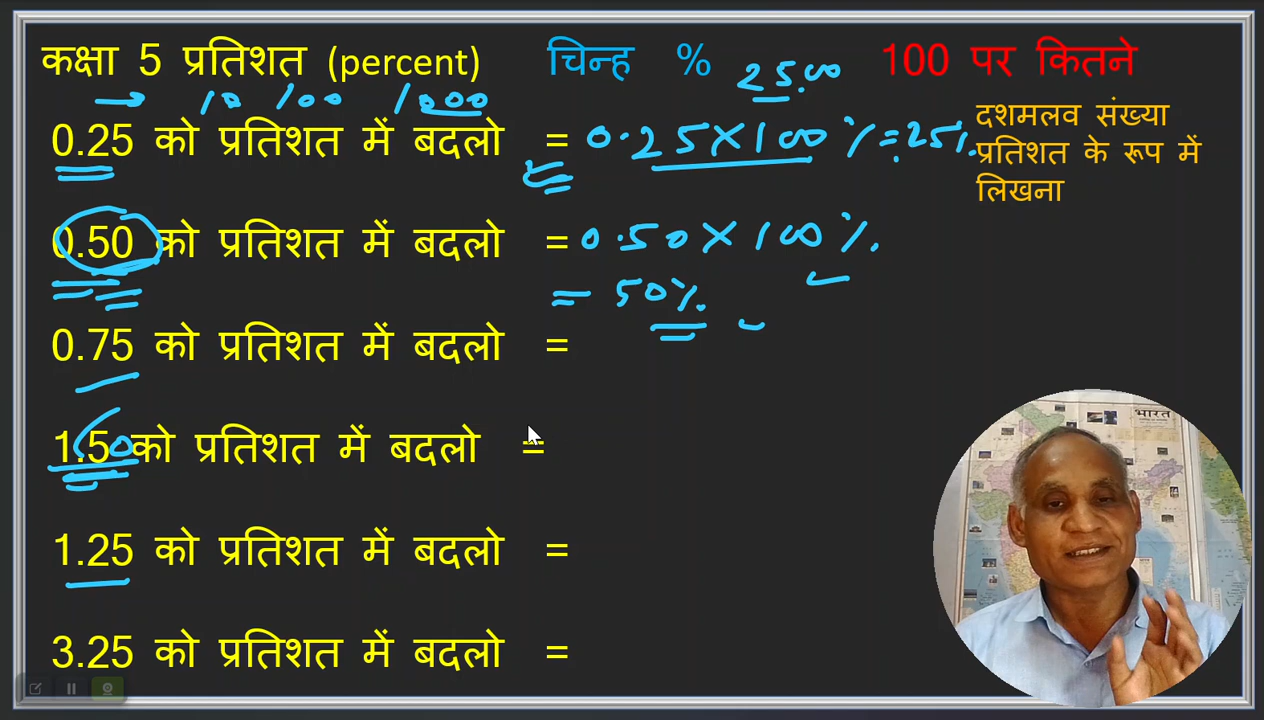 कक्षा 5 प्रतिशत (percent) चिन्ह % 100 पर कितने
10 100 1000 25.00
0.25 को प्रतिशत में बदलो = 0.25×100% = 25%.
दशमलव संख्या
प्रतिशत के रूप में
लिखना
0.50 को प्रतिशत में बदलो = 0.50×100%.
= 50%.
0.75 को प्रतिशत में बदलो =
1.50 को प्रतिशत में बदलो =
1.25 को प्रतिशत में बदलो =
3.25 को प्रतिशत में बदलो =
भारत